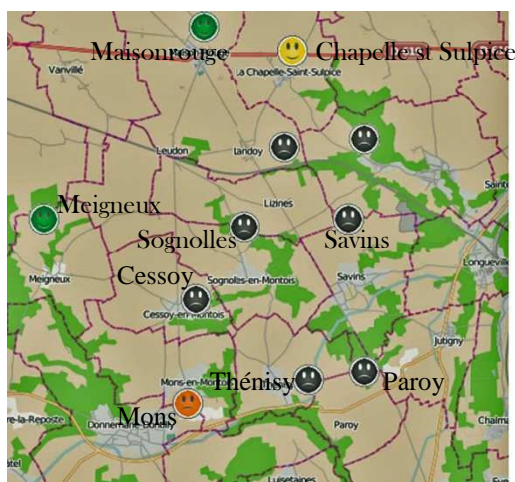 Maisonrouge
Chapelle st Sulpice
Vanvillé
La Chapelle-Saint-Sulpice
Leudon
Landoy
Lizines
Meigneux
Sognolles
Savins
Longueville
Meigneux
Cessoy
Sognolles-en-Montois
Savins
Cessoy-en-Montois
Jutigny
Mons-en-Montois
Thénisy
Paroy
Mons
Donnemarie-Dontilly
Paroy
Luisetaines